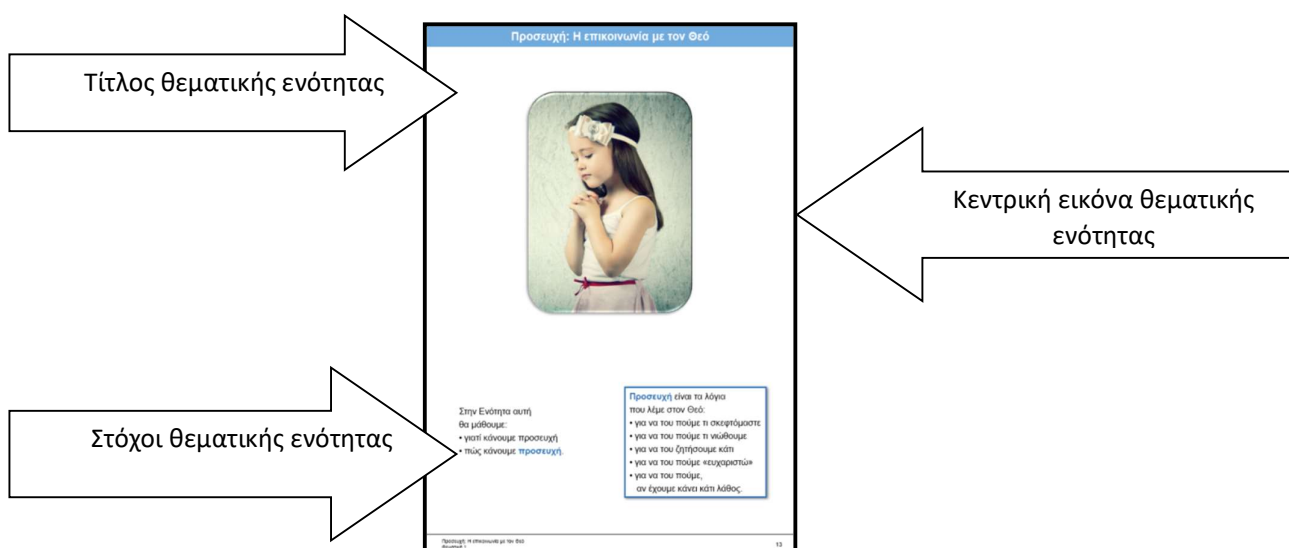 Προσευχή: Η επικοινωνία με τον Θεό
Τίτλος θεματικής ενότητας
Κεντρική εικόνα θεματικής
ενότητας
Στόχοι θεματικής ενότητας
Στην Ενότητα αυτή
θα μάθουμε:
• γιατί κάνουμε προσευχή
• πώς κάνουμε προσευχή.
Προσευχή είναι τα λόγια
που λέμε στον Θεό:
• για να του πούμε τι σκεφτόμαστε
• για να του πούμε τι νιώθουμε
• για να του ζητήσουμε κάτι
• για να του πούμε «ευχαριστώ»
• για να του πούμε,
αν έχουμε κάνει κάτι λάθος.
Προσευχή: Η επικοινωνία με τον Θεό
13